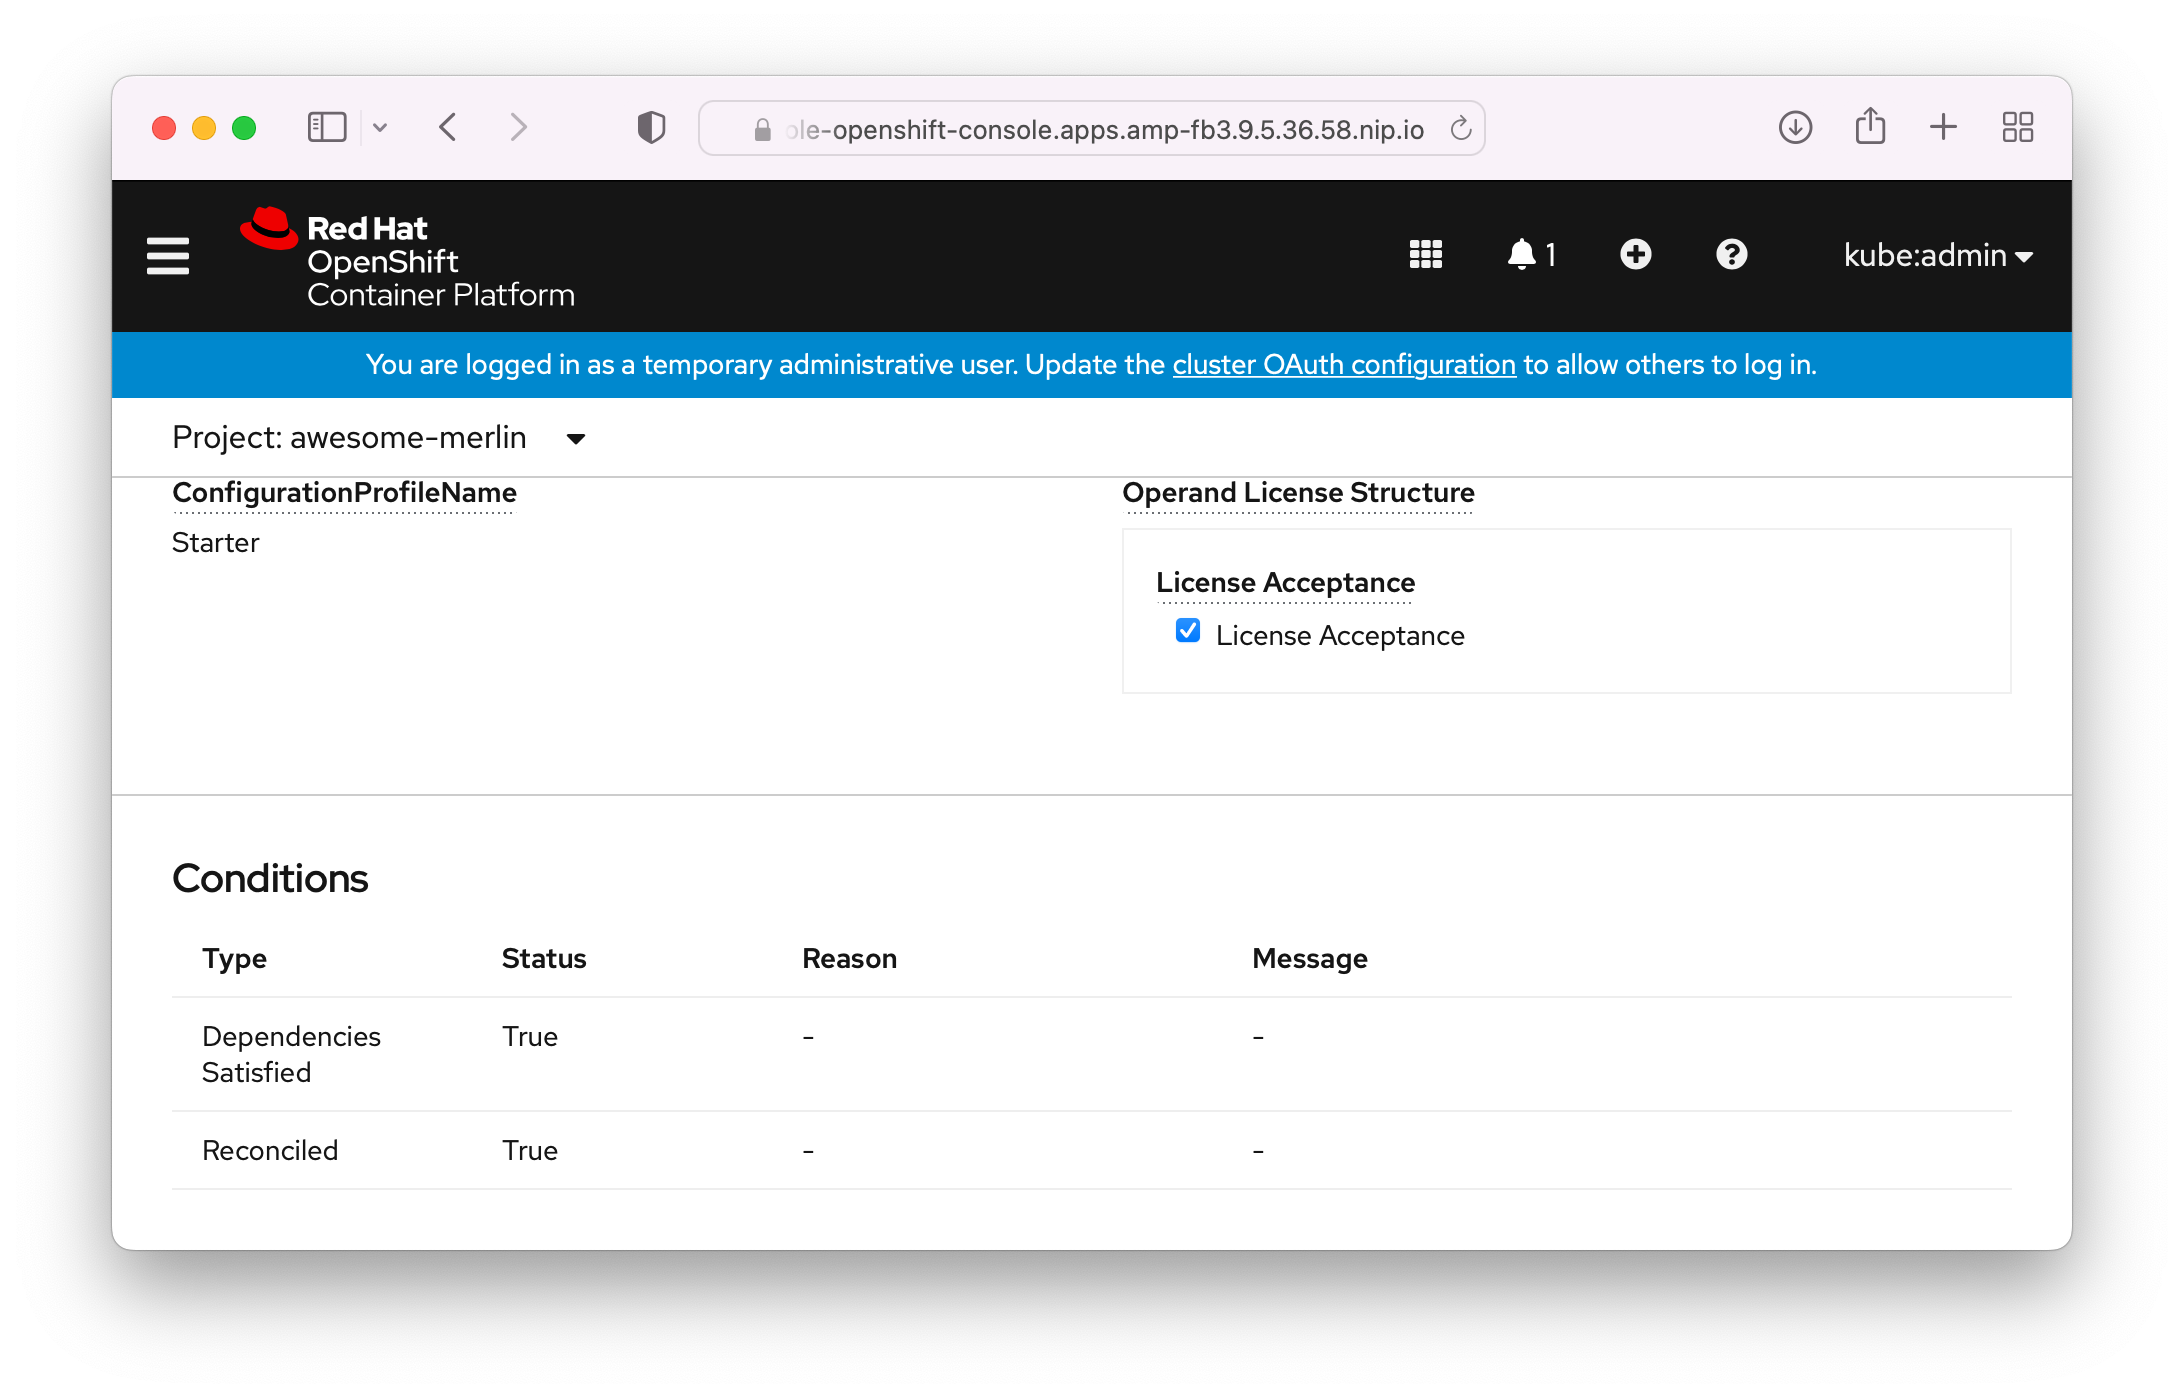 ole-openshift-console.apps.amp-fb3.9.5.36.58.nip.io
Red Hat
OpenShift
Container Platform
1
kube:admin
You are logged in as a temporary administrative user. Update the cluster OAuth configuration to allow others to log in.
Project: awesome-merlin
ConfigurationProfileName
Starter
Operand License Structure
License Acceptance
License Acceptance
Conditions
Type Status Reason Message
Dependencies Satisfied True - -
Reconciled True - -